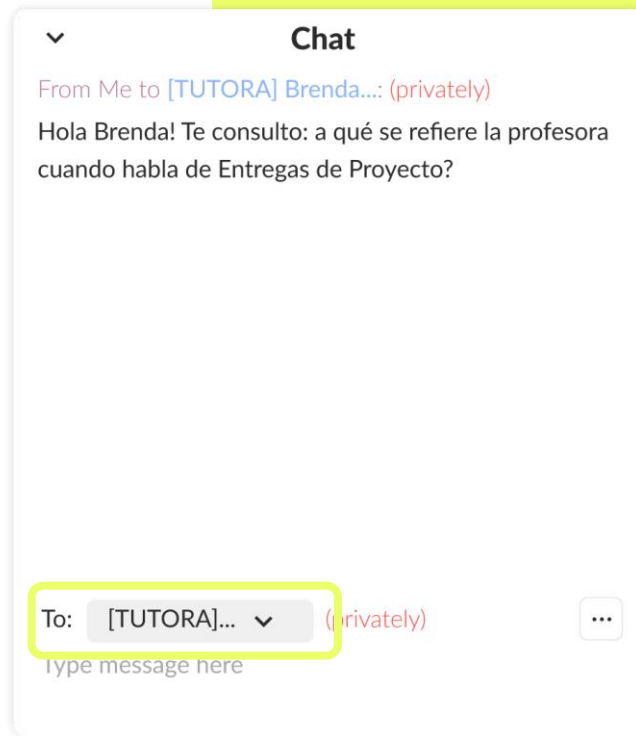 Chat
From Me to [TUTORA] Brenda...: (privately)
Hola Brenda! Te consulto: a qué se refiere la profesora
cuando habla de Entregas de Proyecto?
To: [TUTORA]... (privately)
Type message here